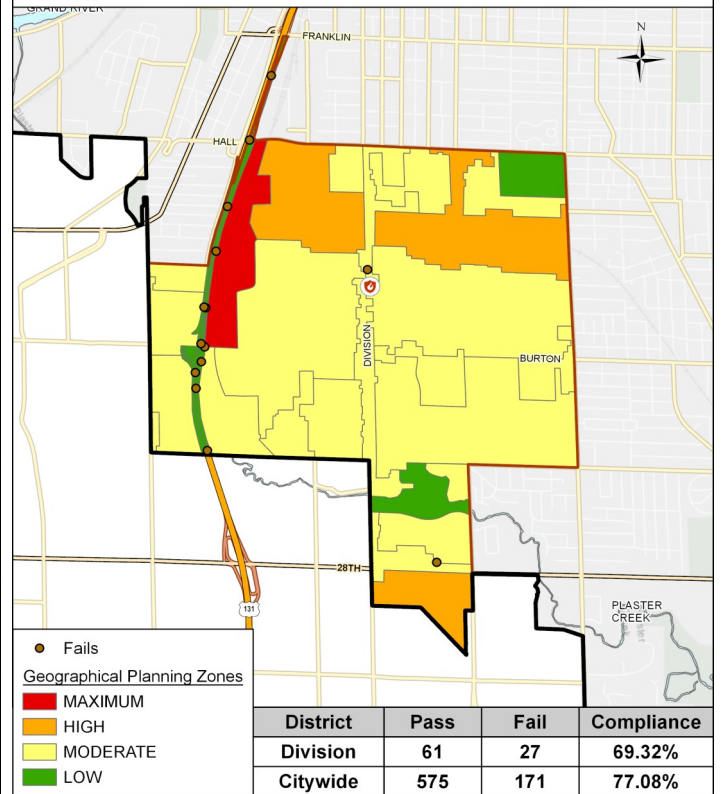 GRAND RIVER
FRANKLIN
N
HALL
DIVISION
BURTON
28TH
131
PLASTER
CREEK
Fails
Geographical Planning Zones
MAXIMUM
HIGH
MODERATE
LOW
District Pass Fail Compliance
Division 61 27 69.32%
Citywide 575 171 77.08%